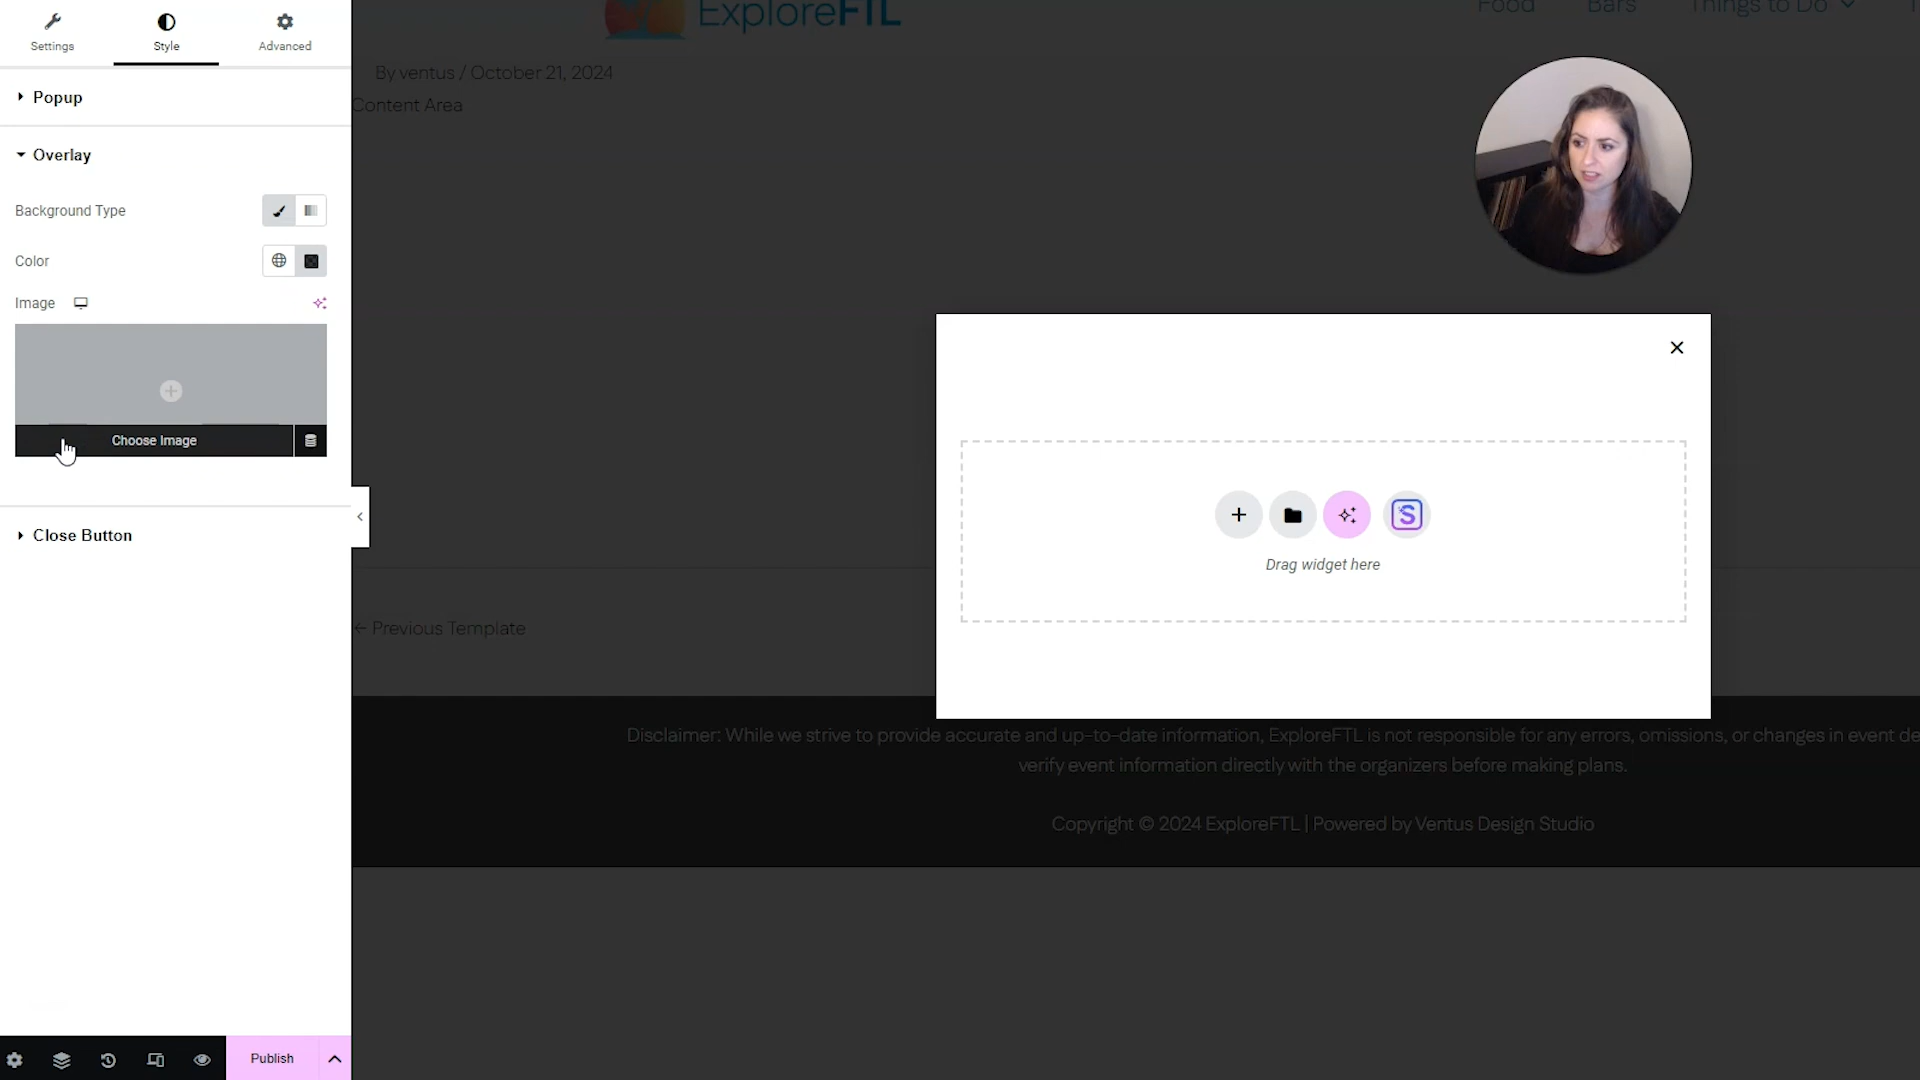 Settings
Style
Advanced
Popup
Overlay
Background Type
Color
Image
Choose Image
Close Button
Publish
ExploreFTL
Food
Bars
Things to Do
By ventus / October 21, 2024
Content Area
Drag widget here
← Previous Template
Disclaimer: While we strive to provide accurate and up-to-date information, ExploreFTL is not responsible for any errors, omissions, or changes in event de
verify event information directly with the organizers before making plans.
Copyright © 2024 ExploreFTL | Powered by Ventus Design Studio